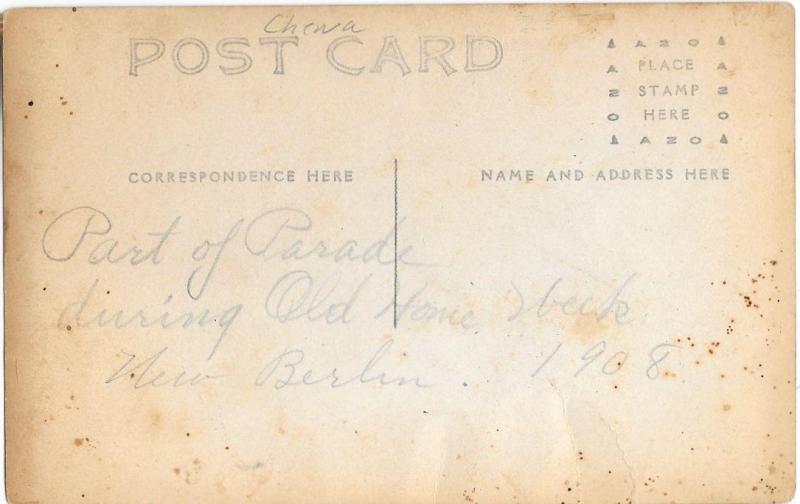 Chewa
POST CARD
AZO
PLACE
STAMP
HERE
AZO
CORRESPONDENCE HERE
NAME AND ADDRESS HERE
Part of Parade
during Old Home Week
New Berlin. 1908.